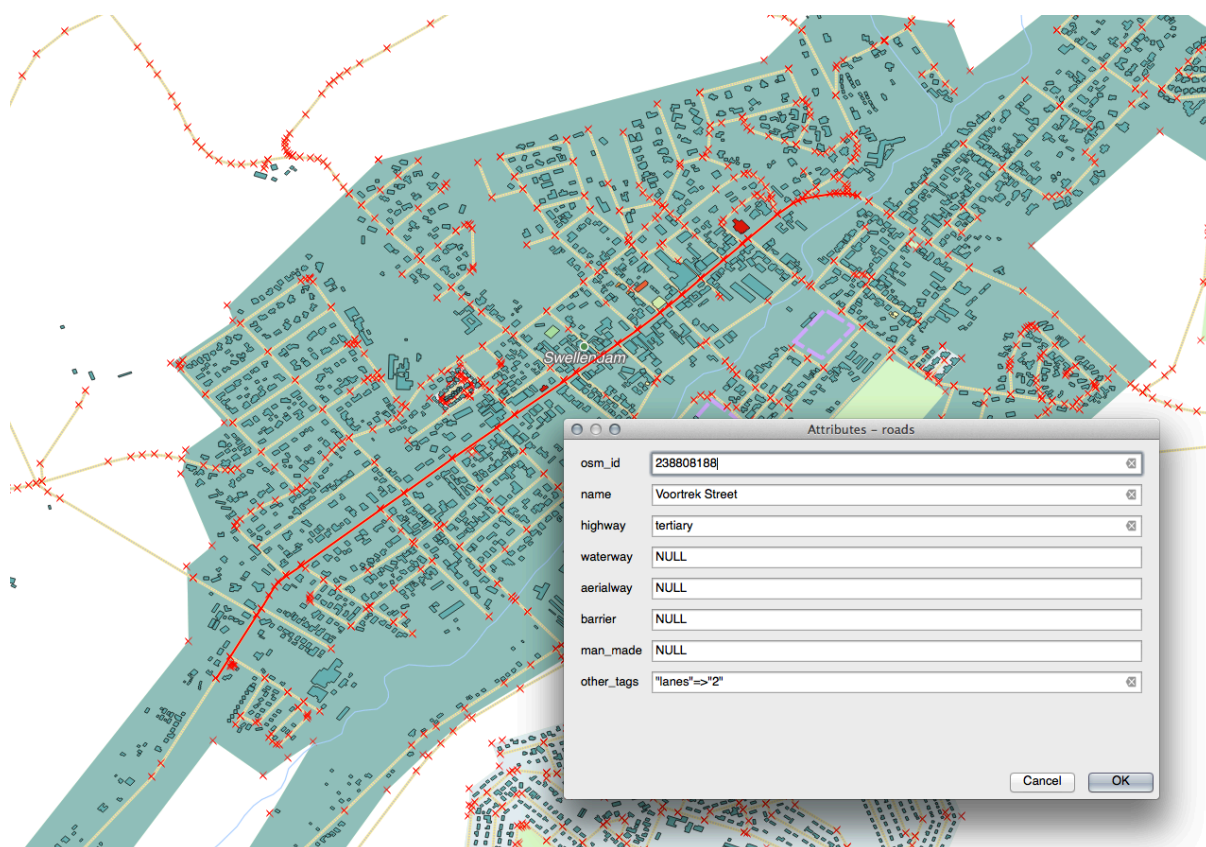 Swellendam
Attributes – roads
osm_id 238808188
name Voortrek Street
highway tertiary
waterway NULL
aerialway NULL
barrier NULL
man_made NULL
other_tags "lanes"=>"2"
Cancel OK